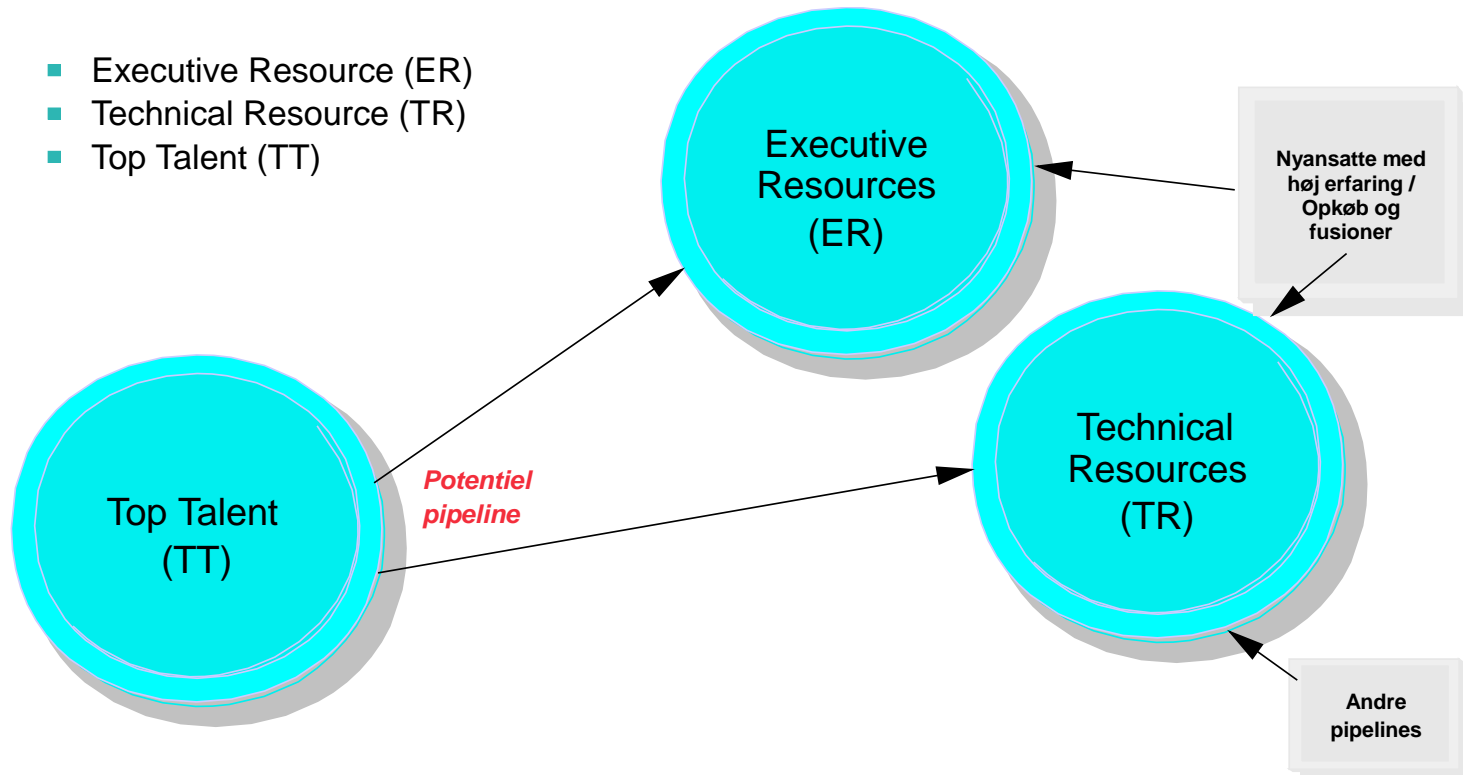 Executive Resource (ER)
Technical Resource (TR)
Top Talent (TT)
Executive
Resources
(ER)
Nyansatte med
høj erfaring /
Opkøb og
fusioner
Technical
Resources
(TR)
Potentiel
pipeline
Top Talent
(TT)
Andre
pipelines